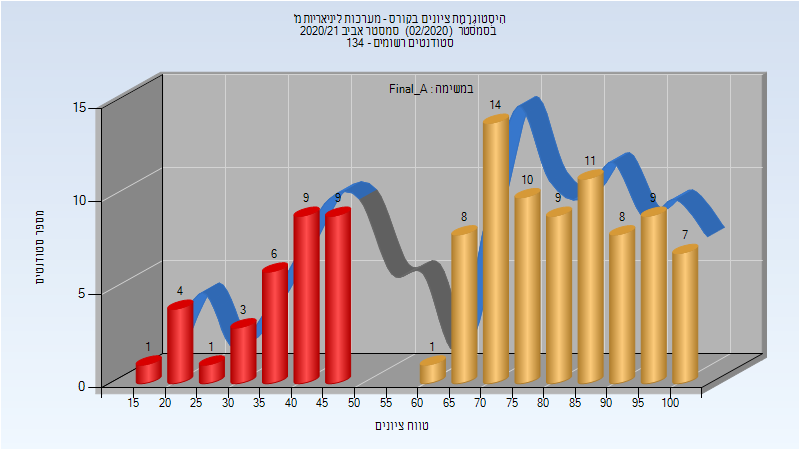 היסטוגרמת ציונים בקורס - מערכות ליניאריות מ'
בסמסטר (02/2020) סמסטר אביב 2020/21
סטודנטים רשומים - 134
במשימה : Final_A
מספר סטודנטים
15
10
5
0
1
4
1
3
6
9
9
1
8
14
10
9
11
8
9
7
15 20 25 30 35 40 45 50 60 65 70 75 80 85 90 95 100
טווח ציונים